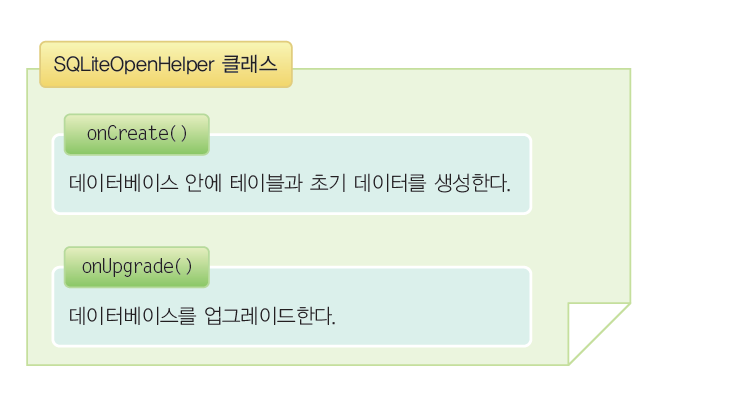 SQLiteOpenHelper 클래스
onCreate()
데이터베이스 안에 테이블과 초기 데이터를 생성한다.
onUpgrade()
데이터베이스를 업그레이드한다.